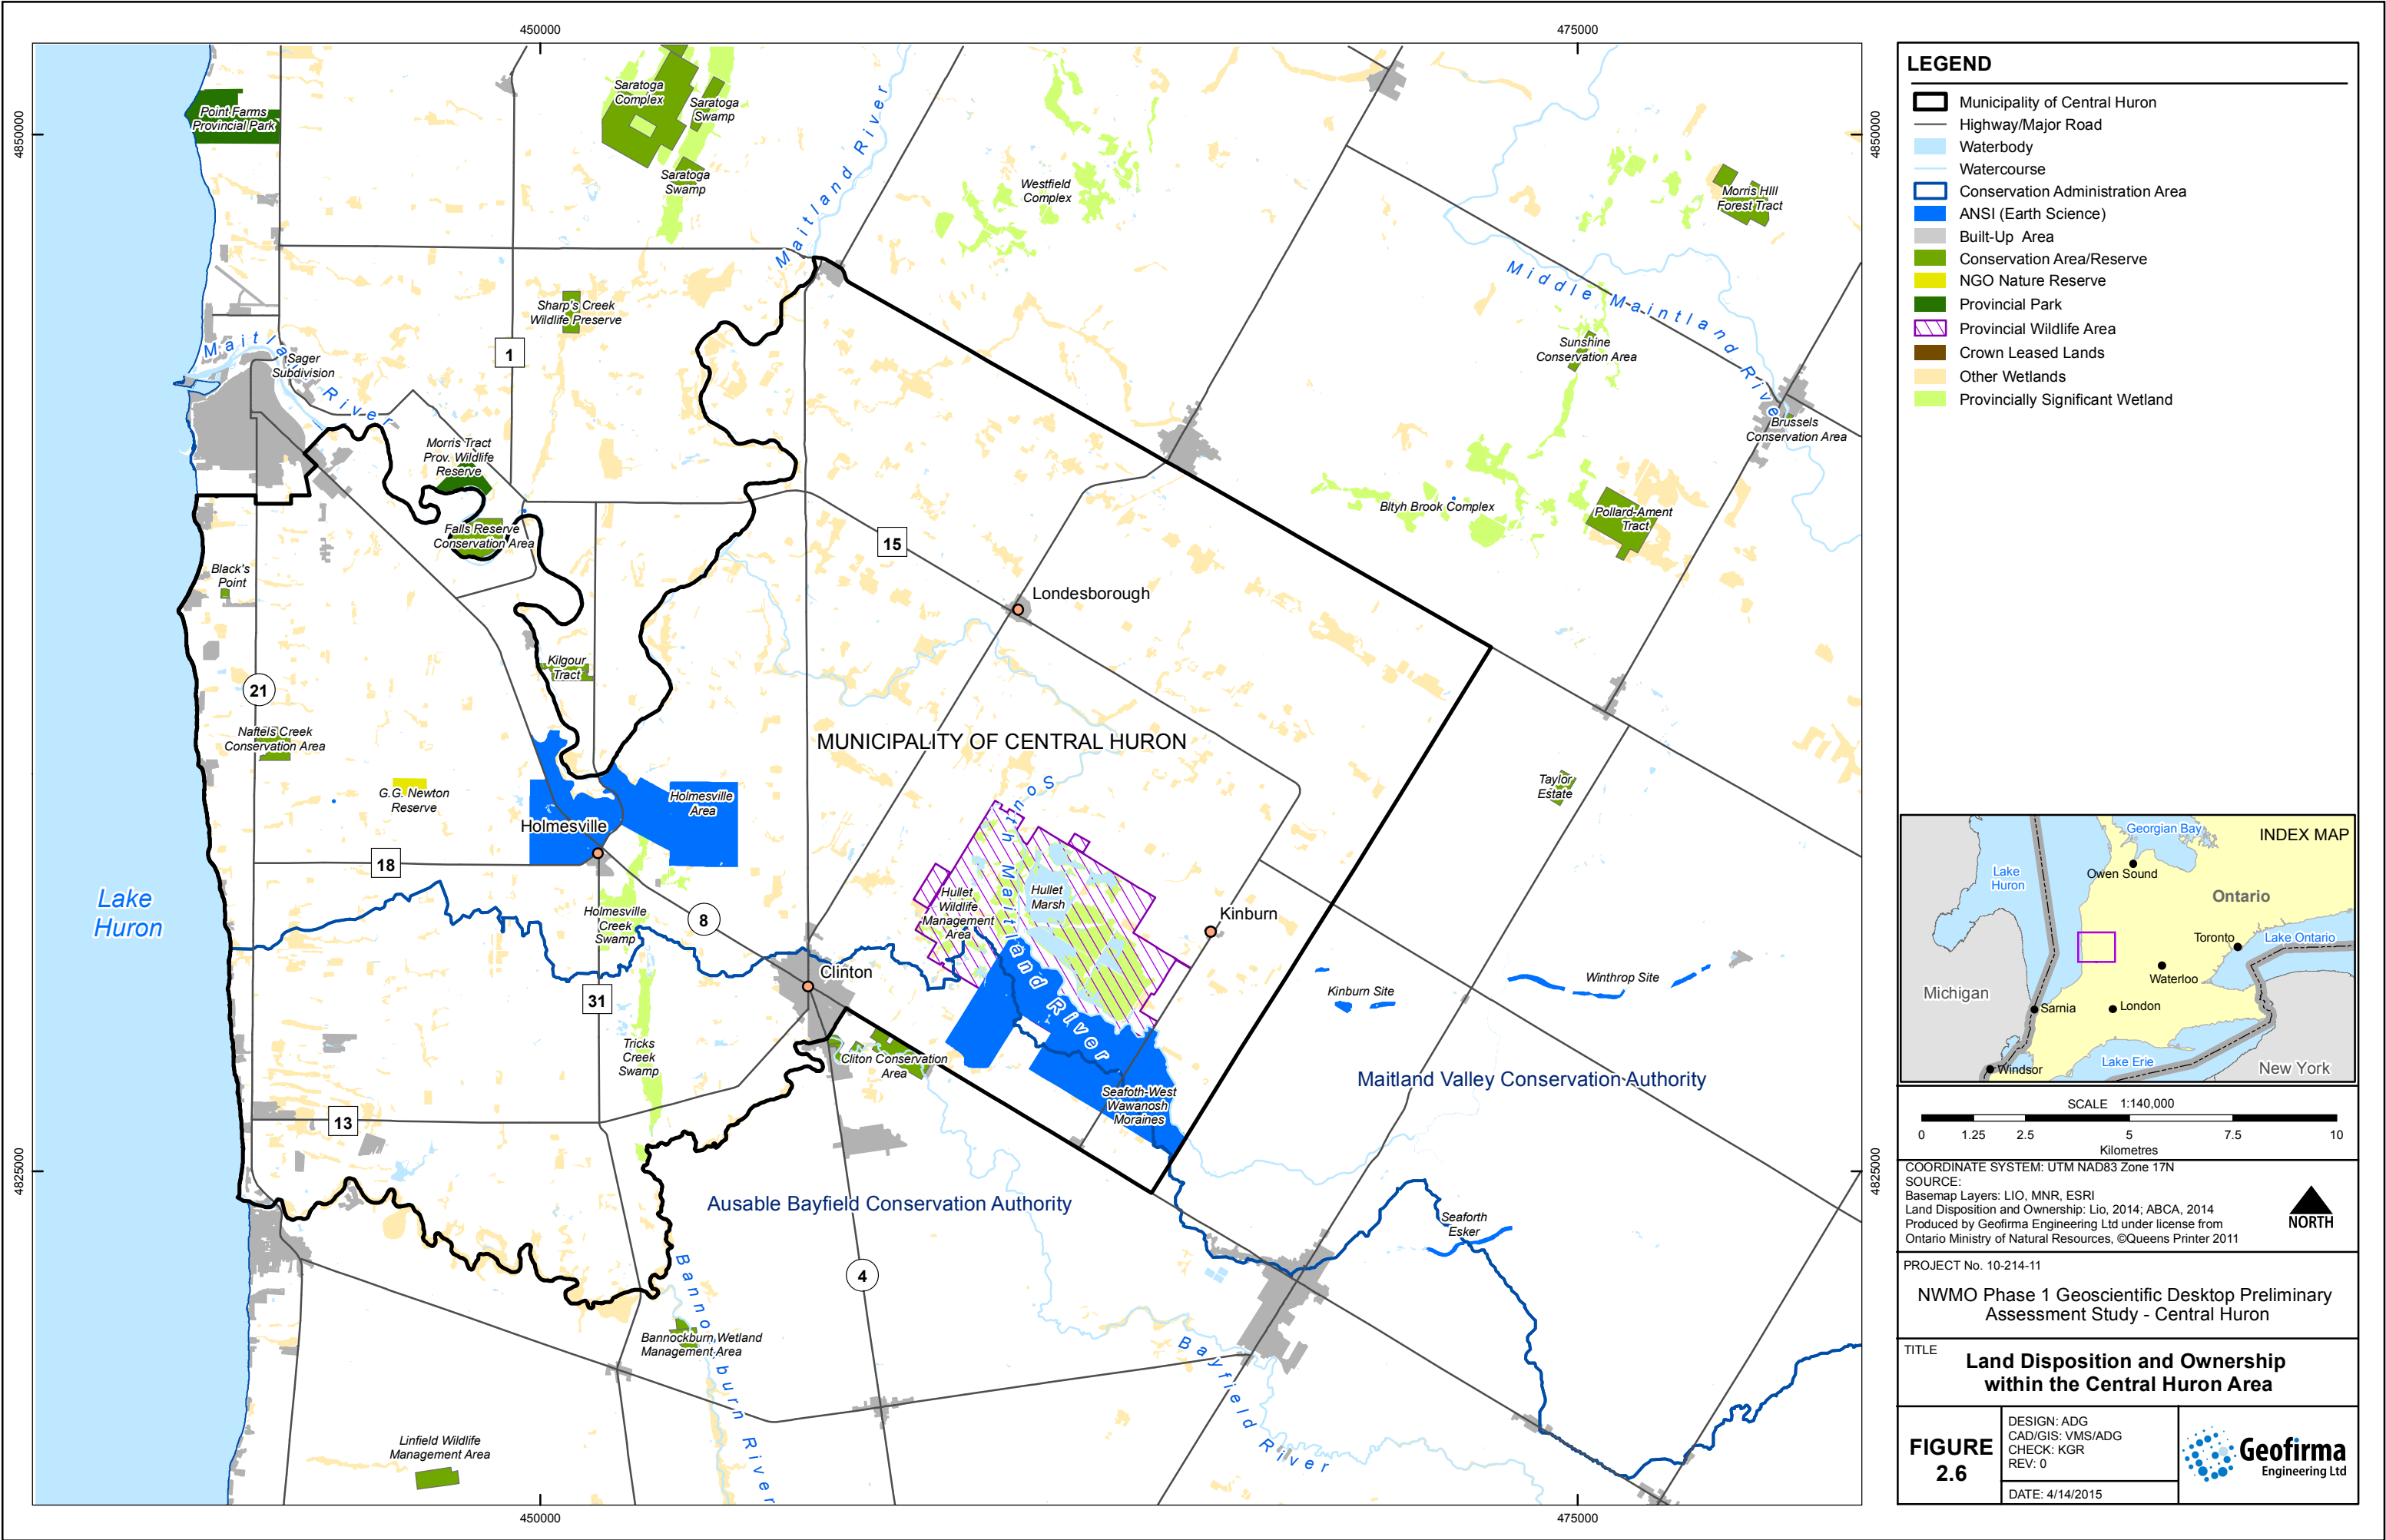 450000
475000
4850000
4850000
4825000
4825000
450000
475000
Point Farms
Provincial Park
Saratoga
Complex
Saratoga
Swamp
Saratoga
Swamp
Maitland River
Westfield
Complex
Morris HIll
Forest Tract
Middle Maintland River
Sharp's Creek
Wildlife Preserve
1
Maitland River
Sager
Subdivision
Sunshine
Conservation Area
Brussels
Conservation Area
Morris Tract
Prov. Wildlife
Reserve
Falls Reserve
Conservation Area
Bltyh Brook Complex
Pollard-Ament
Tract
15
Black's
Point
Londesborough
Kilgour
Tract
21
Naftels Creek
Conservation Area
MUNICIPALITY OF CENTRAL HURON
G.G. Newton
Reserve
Holmesville
Area
Holmesville
Taylor
Estate
South Maitland River
18
Lake
Huron
Holmesville
Creek
Swamp
8
Hullet
Wildlife
Management
Area
Hullet
Marsh
Kinburn
Clinton
31
Kinburn Site
Winthrop Site
Tricks
Creek
Swamp
Cliton Conservation
Area
Seafoth-West
Wawanosh
Moraines
Maitland Valley Conservation Authority
13
Ausable Bayfield Conservation Authority
Seaforth
Esker
4
Bannockburn River
Bannockburn Wetland
Management Area
Bayfield River
Linfield Wildlife
Management Area
LEGEND
Municipality of Central Huron
Highway/Major Road
Waterbody
Watercourse
Conservation Administration Area
ANSI (Earth Science)
Built-Up Area
Conservation Area/Reserve
NGO Nature Reserve
Provincial Park
Provincial Wildlife Area
Crown Leased Lands
Other Wetlands
Provincially Significant Wetland
INDEX MAP
Georgian Bay
Lake
Huron
Owen Sound
Ontario
Toronto
Lake Ontario
Waterloo
Michigan
Sarnia
London
Lake Erie
Windsor
New York
SCALE 1:140,000
0 1.25 2.5 5 7.5 10
Kilometres
COORDINATE SYSTEM: UTM NAD83 Zone 17N
SOURCE:
Basemap Layers: LIO, MNR, ESRI
Land Disposition and Ownership: Lio, 2014; ABCA, 2014
Produced by Geofirma Engineering Ltd under license from
Ontario Ministry of Natural Resources, ©Queens Printer 2011
NORTH
PROJECT No. 10-214-11
NWMO Phase 1 Geoscientific Desktop Preliminary
Assessment Study - Central Huron
TITLE
Land Disposition and Ownership
within the Central Huron Area
FIGURE
2.6
DESIGN: ADG
CAD/GIS: VMS/ADG
CHECK: KGR
REV: 0
DATE: 4/14/2015
Geofirma
Engineering Ltd